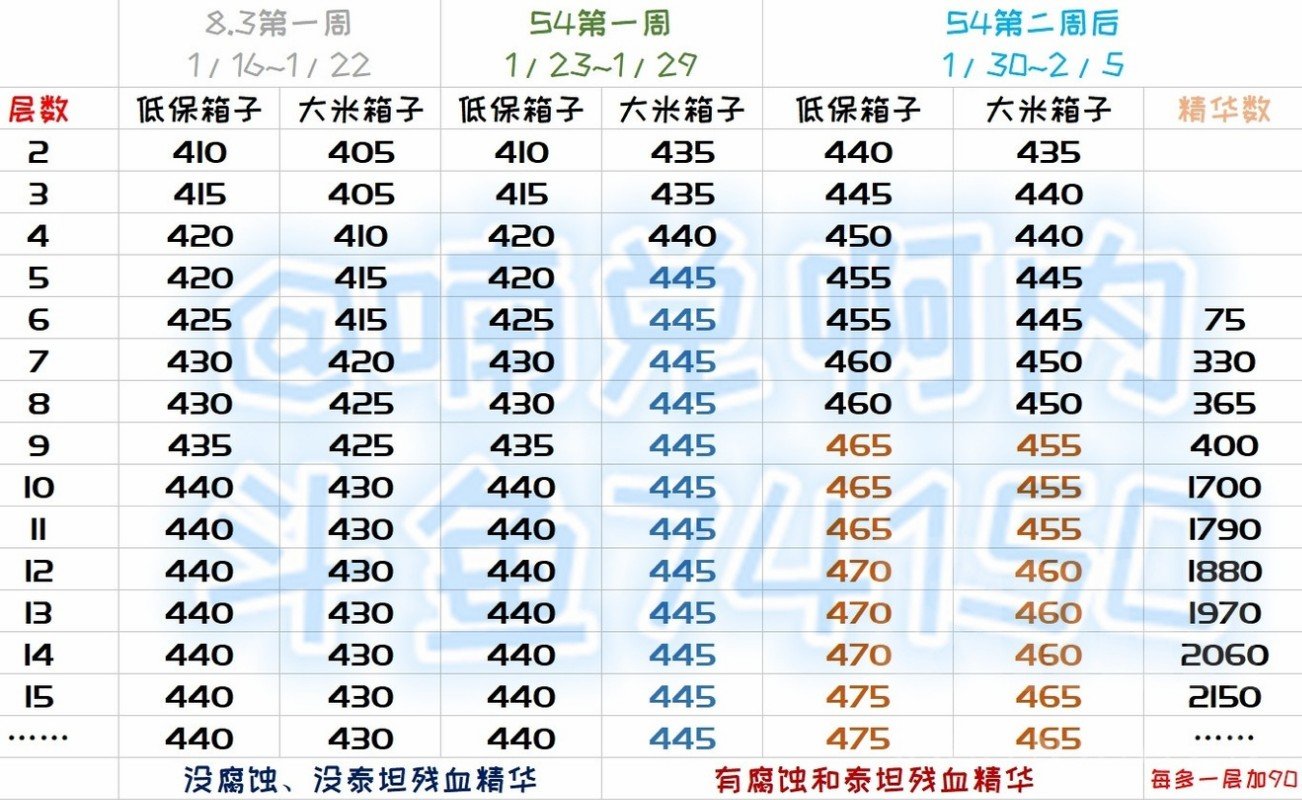 8.3第一周 S4第一周 S4第二周后
1/16~1/22 1/23~1/29 1/30~2/5
层数 低保箱子 大米箱子 低保箱子 大米箱子 低保箱子 大米箱子 精华数
2 410 405 410 435 440 435
3 415 405 415 435 445 440
4 420 410 420 440 450 440
5 420 415 420 445 455 445
6 425 415 425 445 455 445 75
7 430 420 430 445 460 450 330
8 430 425 430 445 460 450 365
9 435 425 435 445 465 455 400
10 440 430 440 445 465 455 1700
11 440 430 440 445 465 455 1790
12 440 430 440 445 470 460 1880
13 440 430 440 445 470 460 1970
14 440 430 440 445 470 460 2060
15 440 430 440 445 475 465 2150
…… 440 430 440 445 475 465 ……
没腐蚀、没泰坦残血精华 有腐蚀和泰坦残血精华 每多一层加90
@喃兑啊肉
斗鱼74150